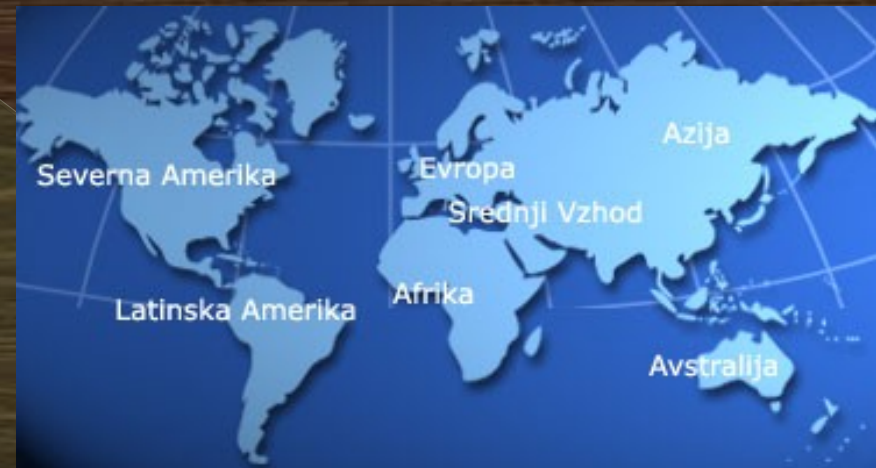 Azija
Evropa
Severna Amerika
Srednji Vzhod
Afrika
Latinska Amerika
Avstralija